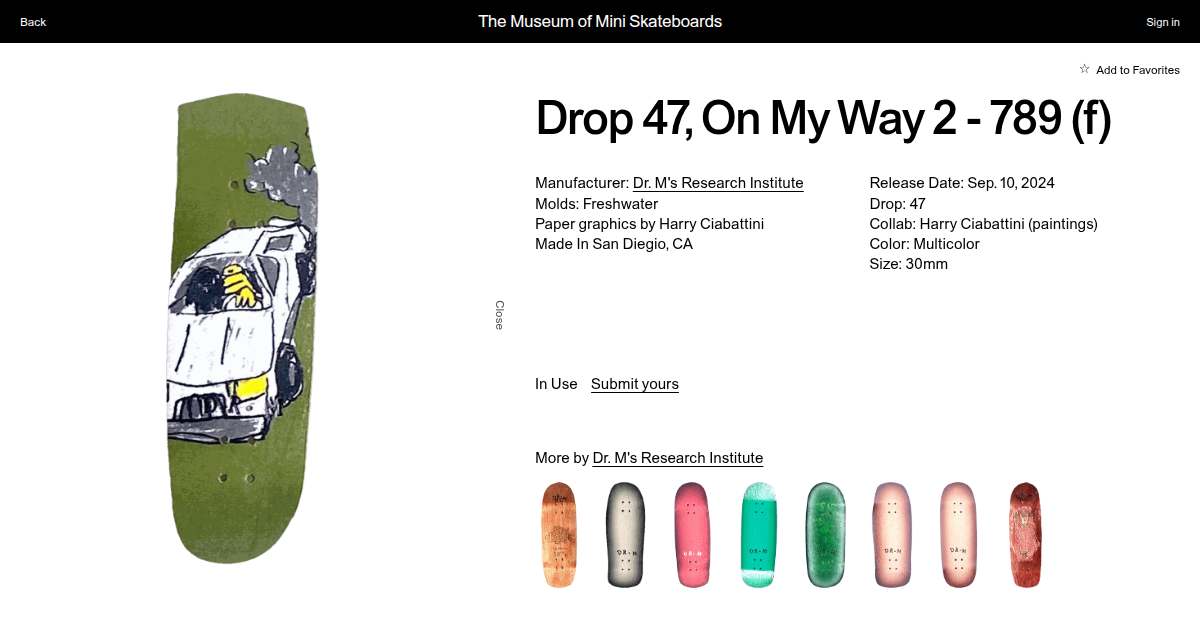 Back
The Museum of Mini Skateboards
Sign in
☆ Add to Favorites
Drop 47, On My Way 2 - 789 (f)
Manufacturer: Dr. M's Research Institute
Molds: Freshwater
Paper graphics by Harry Ciabattini
Made In San Diegio, CA
Release Date: Sep. 10, 2024
Drop: 47
Collab: Harry Ciabattini (paintings)
Color: Multicolor
Size: 30mm
Close
In Use
Submit yours
More by Dr. M's Research Institute